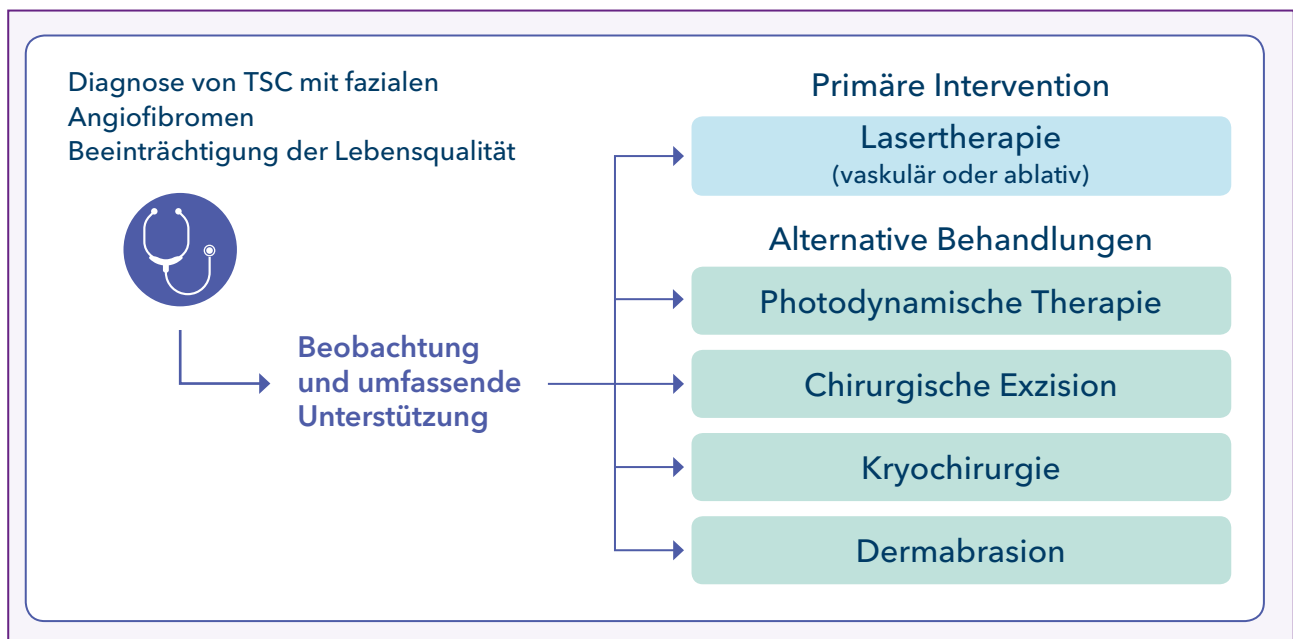 Diagnose von TSC mit fazialen
Angiofibromen
Beeinträchtigung der Lebensqualität
Beobachtung
und umfassende
Unterstützung
Primäre Intervention
Lasertherapie
(vaskulär oder ablativ)
Alternative Behandlungen
Photodynamische Therapie
Chirurgische Exzision
Kryochirurgie
Dermabrasion